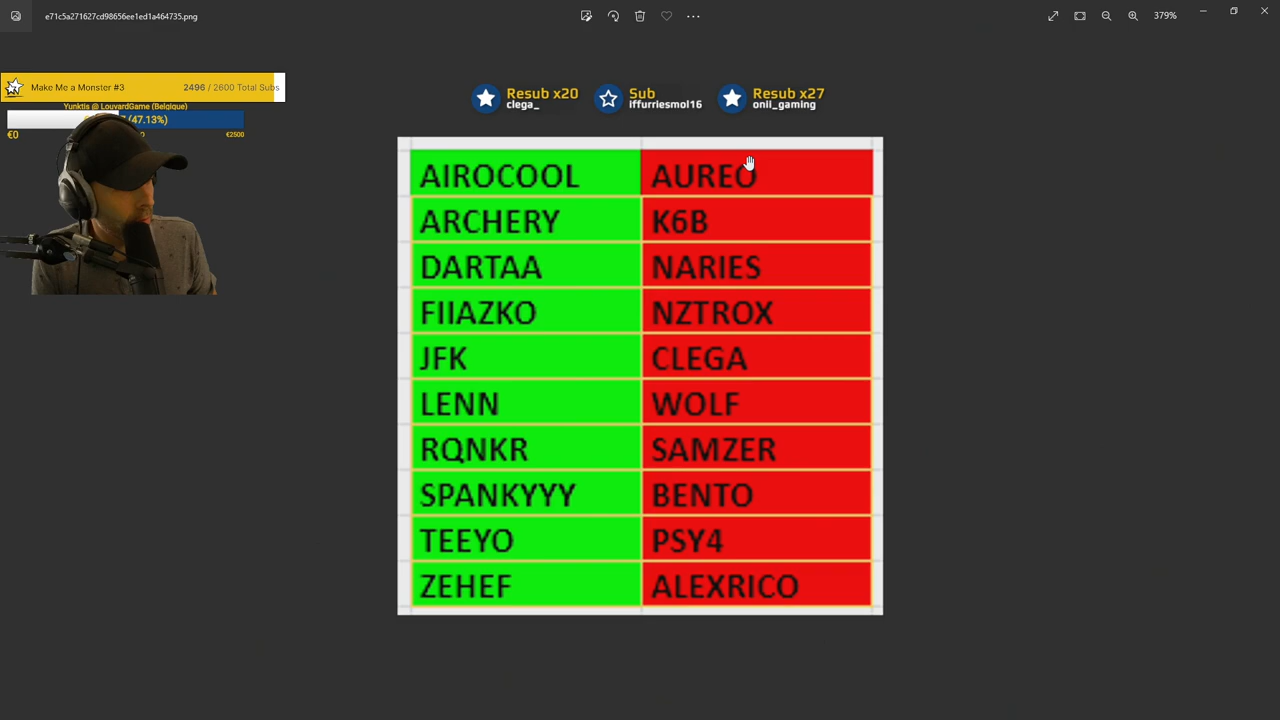 e71c5a271627cd98656ee1ed1a464735.png
379%
Make Me a Monster #3 2496 / 2600 Total Subs
Yunktis @ LouvardGame (Belgique)
(47.13%)
€0 €2500
Resub x20 Sub Resub x27
clega_ iffurriesmol16 onil_gaming
AIROCOOL AUREO
ARCHERY K6B
DARTAA NARIES
FIIAZKO NZTROX
JFK CLEGA
LENN WOLF
RQNKR SAMZER
SPANKYYY BENTO
TEEYO PSY4
ZEHEF ALEXRICO